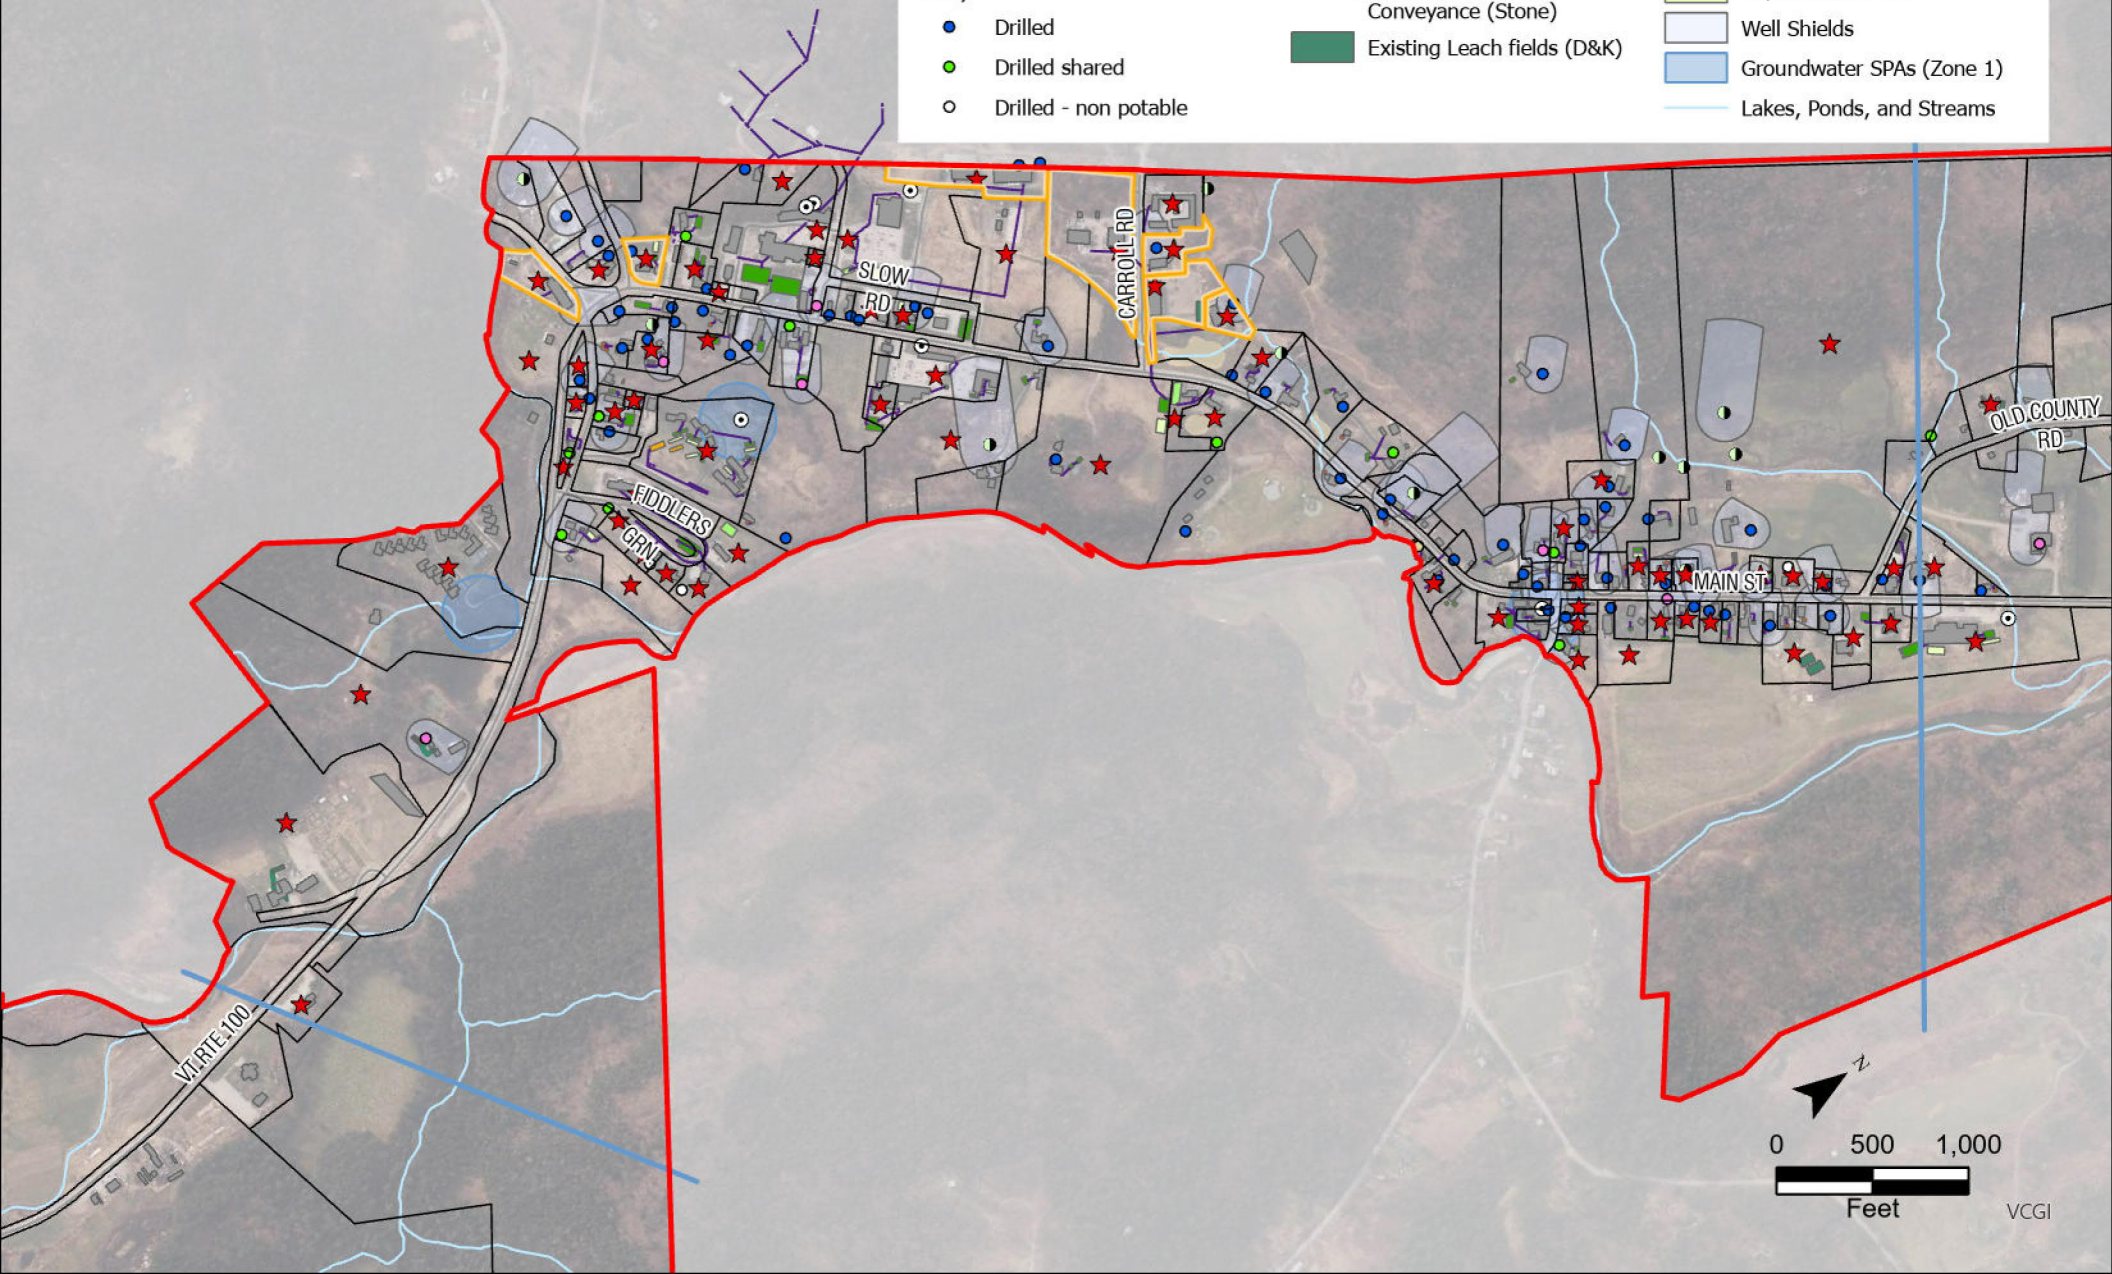 Conveyance (Stone)
Drilled
Well Shields
Existing Leach fields (D&K)
Drilled shared
Groundwater SPAs (Zone 1)
Drilled - non potable
Lakes, Ponds, and Streams
SLOW
RD
CARROLL RD
OLD COUNTY
RD
FIDDLERS
GRN
MAIN ST
V.T. RTE. 100
N
0 500 1,000
Feet
VCGI